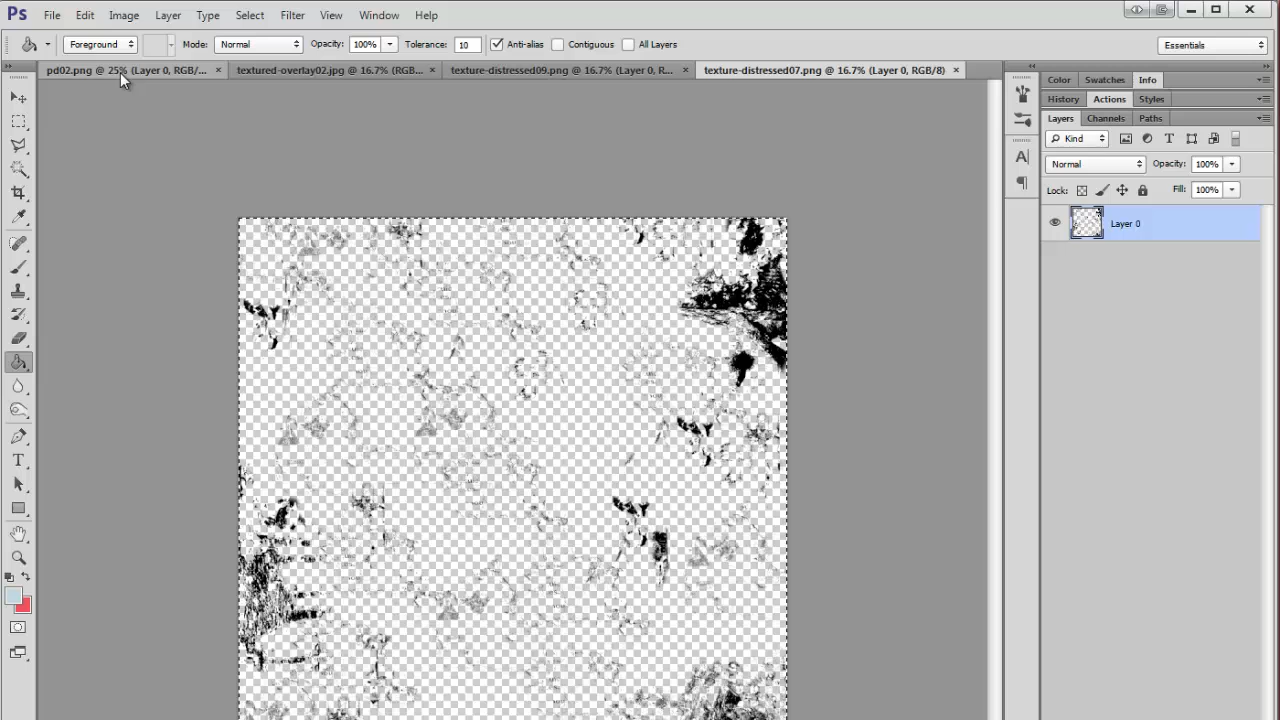 Ps File Edit Image Layer Type Select Filter View Window Help
Foreground Mode: Normal Opacity: 100% Tolerance: 10 Anti-alias Contiguous All Layers Essentials
pd02.png @ 25% (Layer 0, RGB/... × textured-overlay02.jpg @ 16.7% (RGB... × texture-distressed09.png @ 16.7% (Layer 0, R... × texture-distressed07.png @ 16.7% (Layer 0, RGB/8) ×
Color Swatches Info
History Actions Styles
Layers Channels Paths
Kind
Normal Opacity: 100%
Lock: Fill: 100%
Layer 0